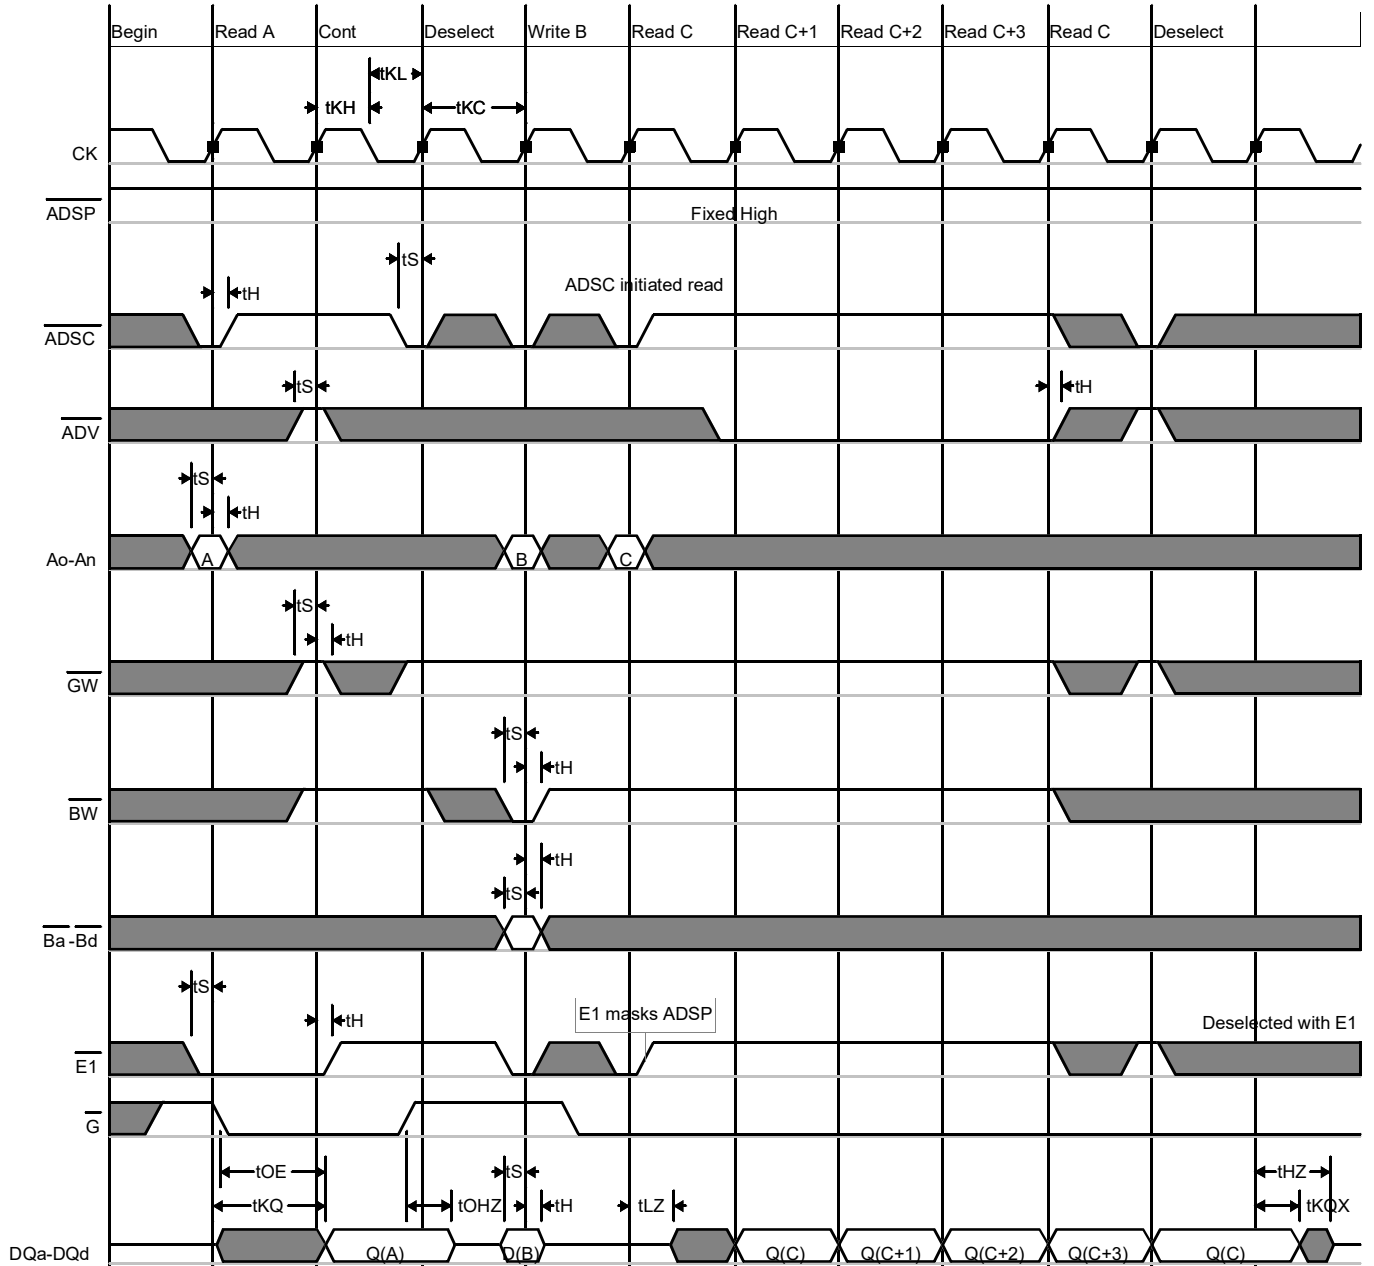 Begin Read A Cont Deselect Write B Read C Read C+1 Read C+2 Read C+3 Read C Deselect
tKL
tKH tKC
CK
ADSP Fixed High
tS
ADSC initiated read
tH
ADSC
tS tH
ADV
tS
tH
Ao-An A B C
tS
tH
GW
tS
tH
BW
tH
tS
Ba-Bd
tS
E1 masks ADSP
tH
Deselected with E1
E1
G
tOE tS tHZ
tKQ tOHZ tH tLZ tKQX
DQa-DQd Q(A) D(B) Q(C) Q(C+1) Q(C+2) Q(C+3) Q(C)